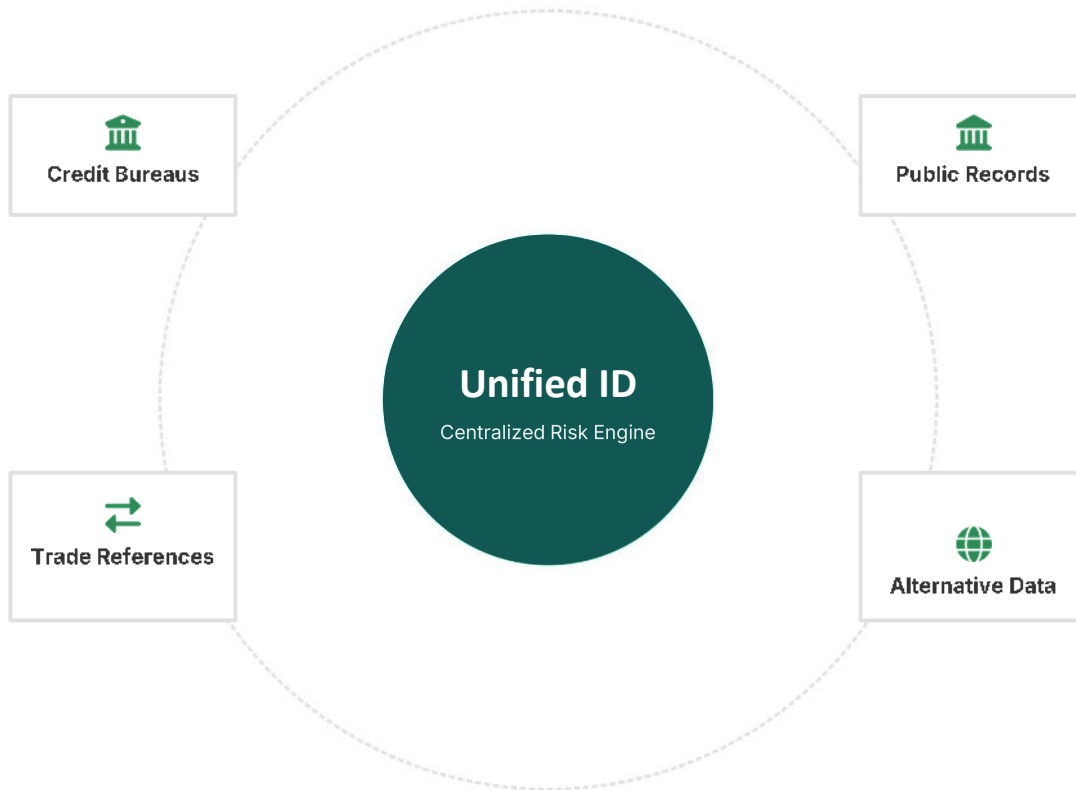 Credit Bureaus
Public Records
Unified ID
Centralized Risk Engine
Trade References
Alternative Data